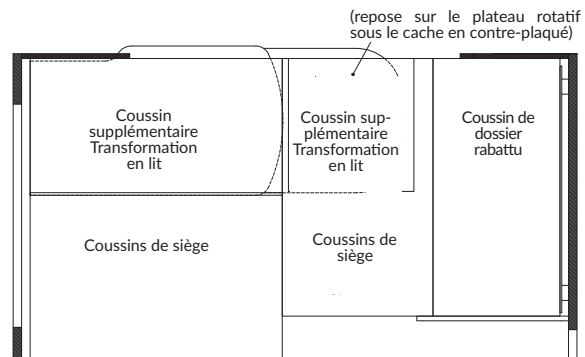 (repose sur le plateau rotatif
sous le cache en contre-plaqué)
Coussin
supplémentaire
Transformation
en lit
Coussin sup-
plémentaire
Transformation
en lit
Coussin de
dossier
rabattu
Coussins de siège
Coussins de
siège